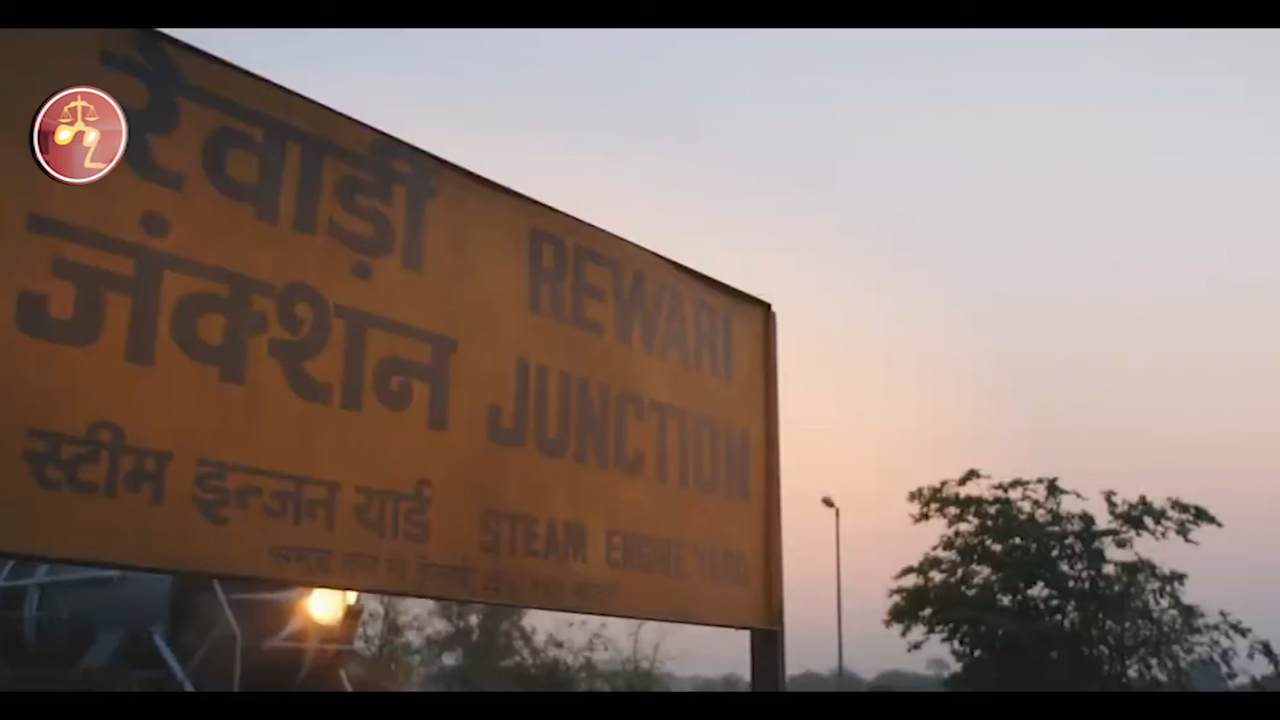 रेवाड़ी
जंक्शन
REWARI
JUNCTION
स्टीम इन्जन यार्ड
STEAM ENGINE YARD